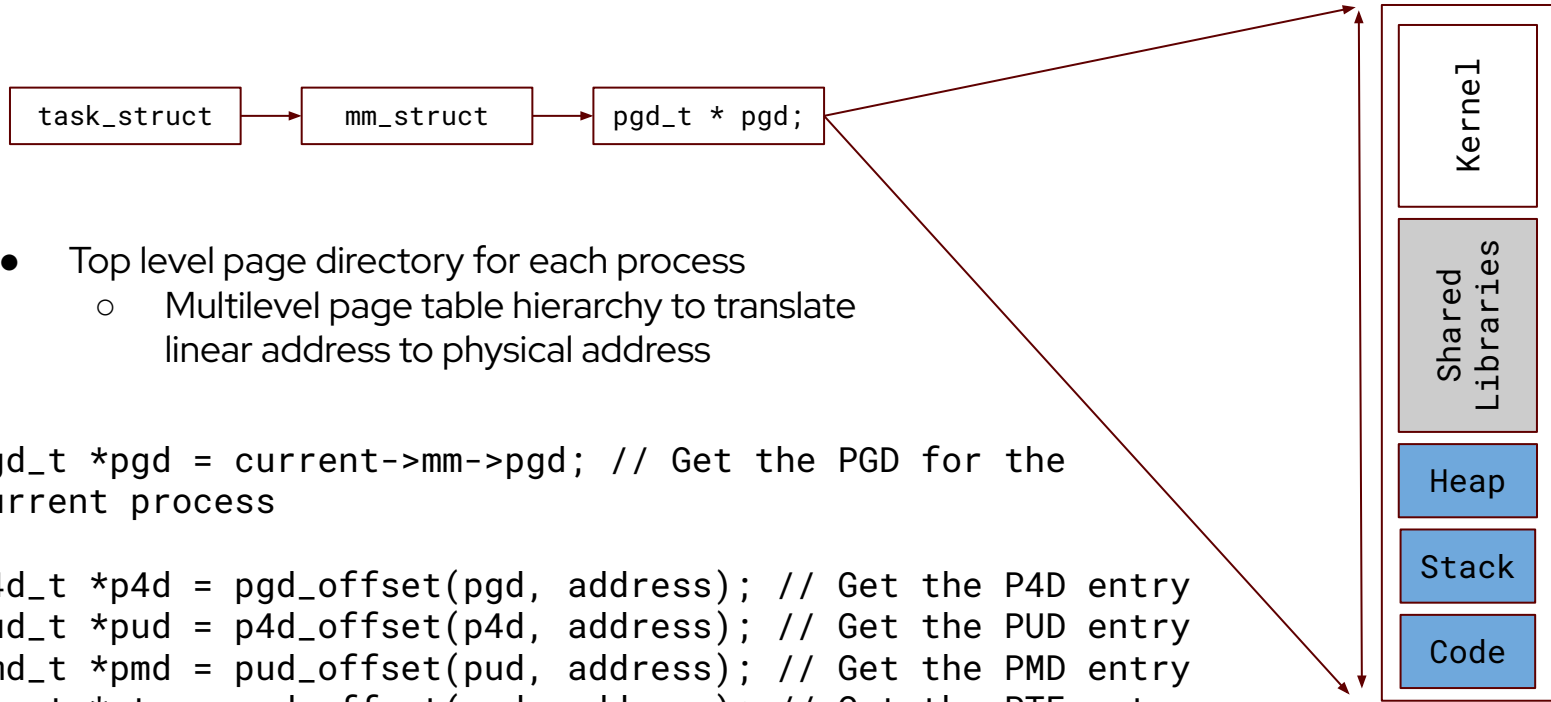 task_struct
mm_struct
pgd_t * pgd;
Kernel
Shared
Libraries
Heap
Stack
Code
● Top level page directory for each process
○ Multilevel page table hierarchy to translate
linear address to physical address
gd_t *pgd = current->mm->pgd; // Get the PGD for the
urrent process
4d_t *p4d = pgd_offset(pgd, address); // Get the P4D entry
ud_t *pud = p4d_offset(p4d, address); // Get the PUD entry
md_t *pmd = pud_offset(pud, address); // Get the PMD entry